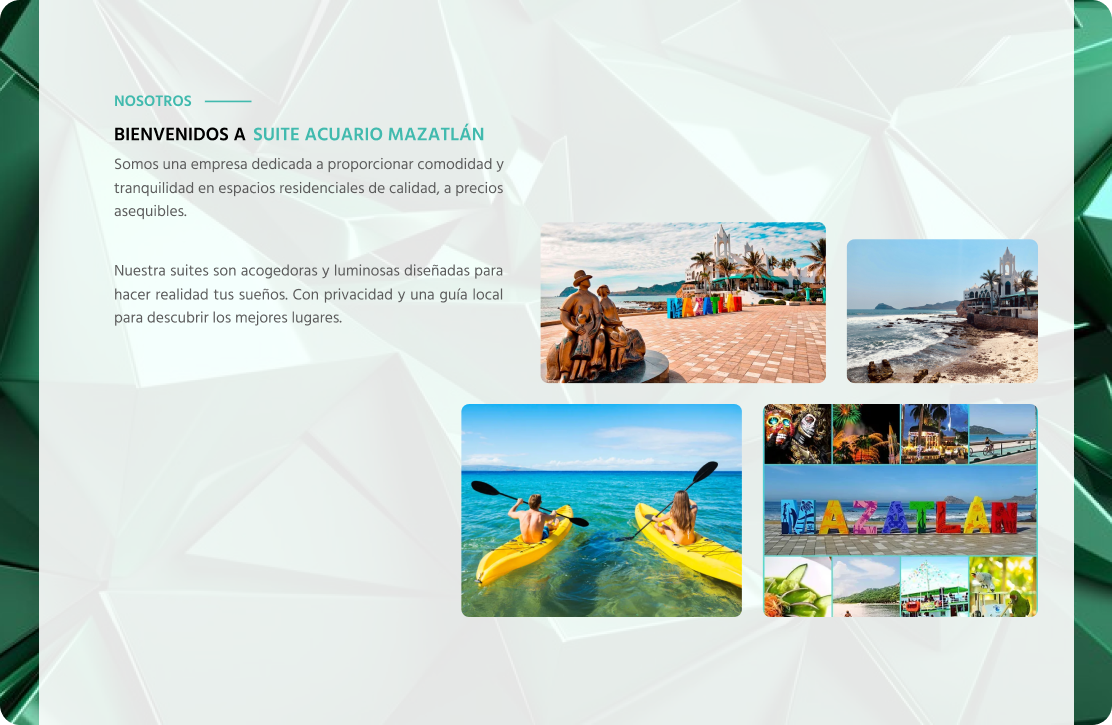 NOSOTROS
BIENVENIDOS A SUITE ACUARIO MAZATLÁN
Somos una empresa dedicada a proporcionar comodidad y
tranquilidad en espacios residenciales de calidad, a precios
asequibles.
Nuestra suites son acogedoras y luminosas diseñadas para
hacer realidad tus sueños. Con privacidad y una guía local
para descubrir los mejores lugares.
MAZATLÁN